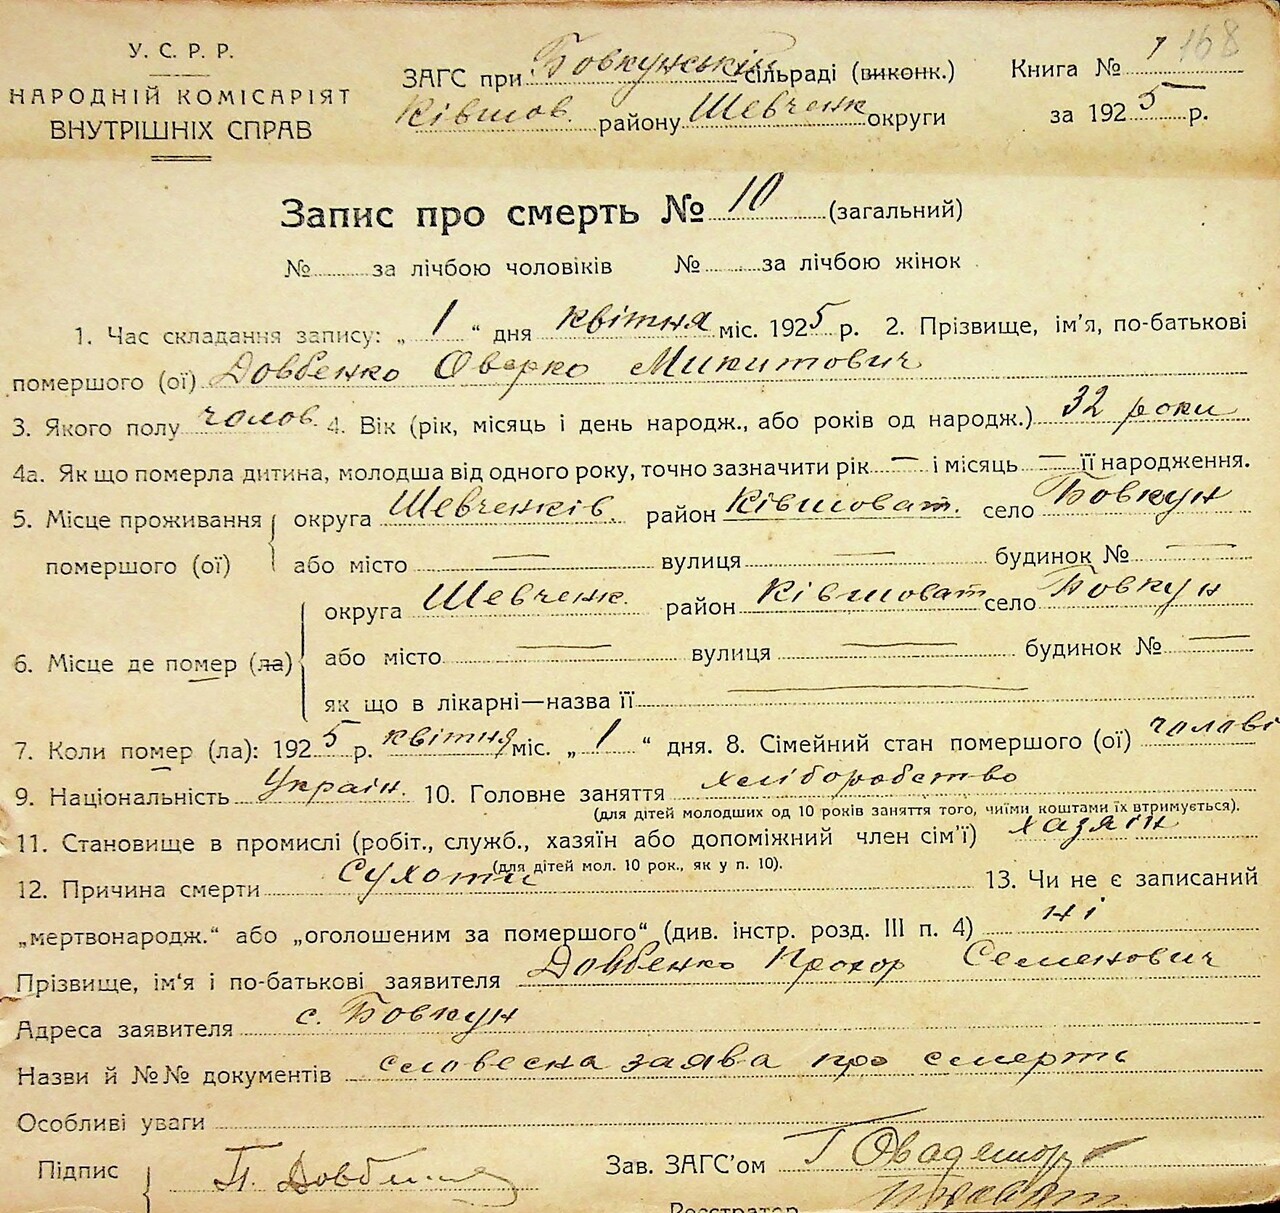 168
У. С. Р. Р.
НАРОДНІЙ КОМІСАРІЯТ
ВНУТРІШНІХ СПРАВ
ЗАГС при Бовкунській сільраді (виконк.)
Ківшов. району Шевченк округи
Книга №
за 1925 р.
Запис про смерть № 10 (загальний)
№ за лічбою чоловіків № за лічбою жінок
1. Час складання запису: „ 1 “ дня квітня міс. 1925 р. 2. Прізвище, ім'я, по-батькові
помершого (ої) Довбенко Оверко Микитович
3. Якого полу чолов. 4. Вік (рік, місяць і день народж., або років од народж.) 32 роки
4а. Як що померла дитина, молодша від одного року, точно зазначити рік — і місяць — її народження.
5. Місце проживання помершого (ої) округа Шевченків. район Ківшоват. село Бовкун
або місто — вулиця — будинок № —
6. Місце де помер (ла) округа Шевченк. район Ківшоват село Бовкун
або місто — вулиця — будинок № —
як що в лікарні—назва її —
7. Коли помер (ла): 1925 р. квітня міс. „ 1 “ дня. 8. Сімейний стан помершого (ої) чолові
9. Національність Україн. 10. Головне заняття хліборобство
(для дітей молодших од 10 років заняття того, чиїми коштами їх втримується).
11. Становище в промислі (робіт., служб., хазяїн або допоміжний член сім'ї) хазяїн
(для дітей мол. 10 рок., як у п. 10).
12. Причина смерти Сухоти 13. Чи не є записаний
„мертвонародж.“ або „оголошеним за помершого“ (див. інстр. розд. III п. 4) ні
Прізвище, ім'я і по-батькові заявителя Довбенко Прохор Семенович
Адреса заявителя с. Бовкун
Назви й №№ документів словесна заява про смерть
Особливі уваги
Підпис П. Довбенко
Зав. ЗАГС'ом
Реєстратор